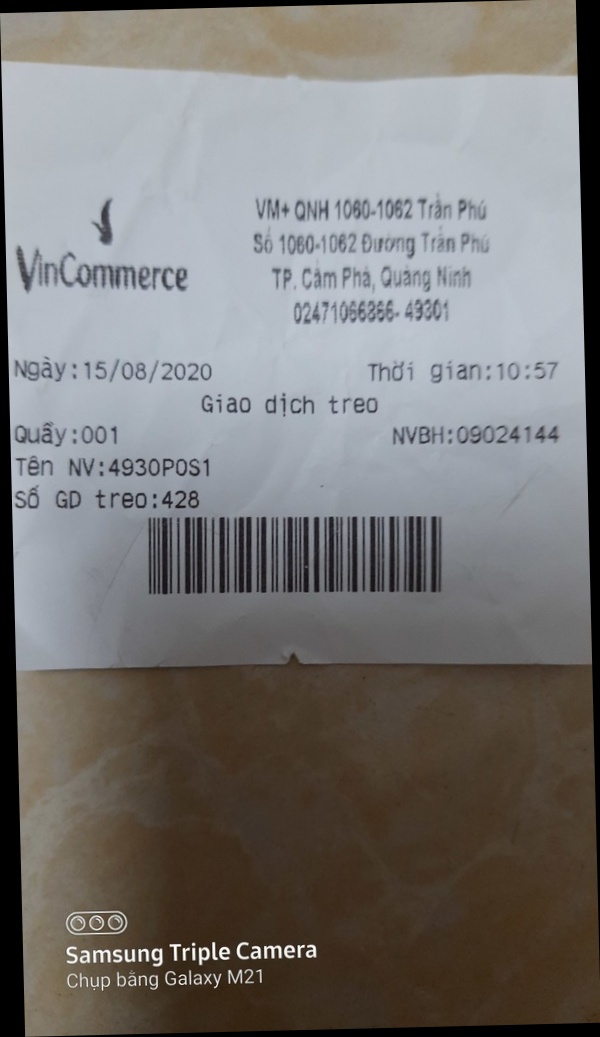 VinCommerce
VM+ QNH 1060-1062 Trần Phú
Số 1060-1062 Đường Trần Phú
TP. Cẩm Phả, Quảng Ninh
02471066866- 49301
Ngày:15/08/2020 Thời gian:10:57
Giao dịch treo
Quầy:001 NVBH:09024144
Tên NV:4930POS1
Số GD treo:428
Samsung Triple Camera
Chụp bằng Galaxy M21